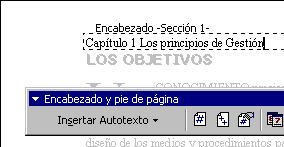 Encabezado -Sección 1-
Capítulo 1 Los principios de Gestión
LOS OBJETIVOS
CONOCIMIENTO
Encabezado y pie de página
Insertar Autotexto
diseño de los medios y procedimientos pa